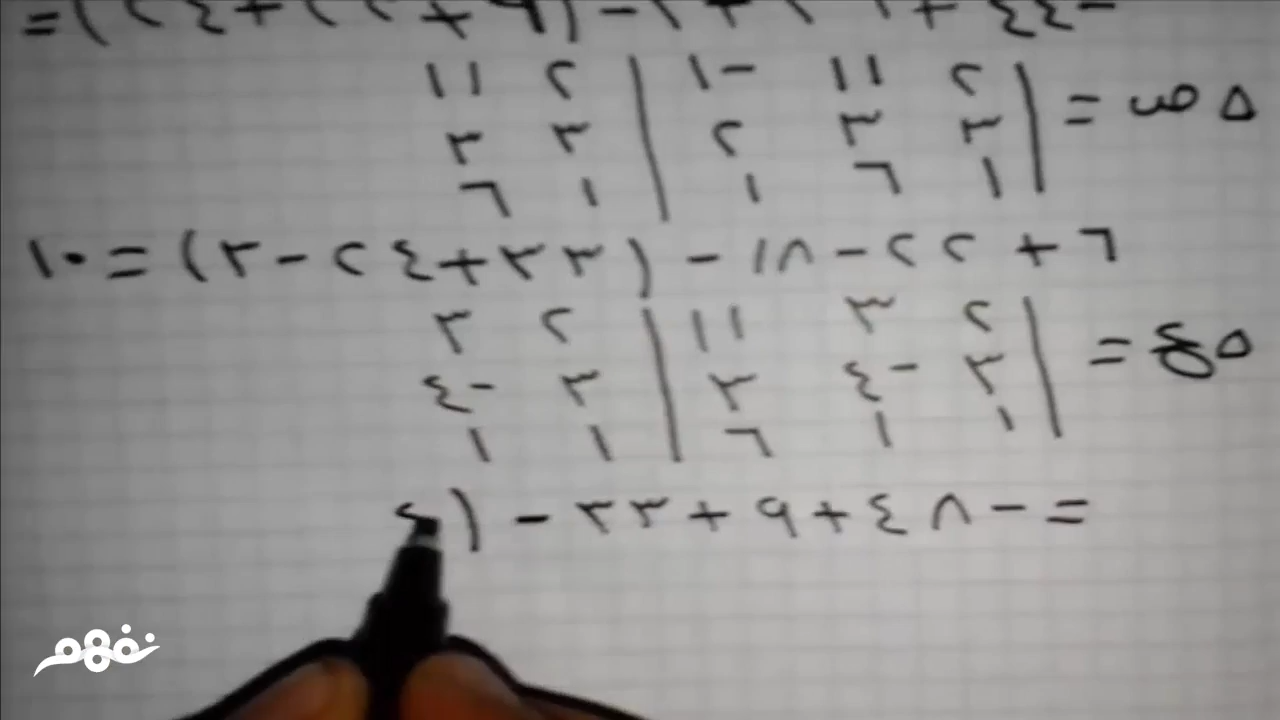 Δص = | ٢ ١١ -١ | ٢ ١١
٣ ٣ ٢ | ٣ ٣
١ ٦ ١ | ١ ٦
٦ + ٢٢ - ١٨ - (٣٣ + ٢٤ - ٣) = ١٠
Δع = | ٢ ٣ ١١ | ٢ ٣
٣ -٤ ٣ | ٣ -٤
١ ١ ٦ | ١ ١
= - ٤٨ + ٩ + ٣٣ - (
نفهم